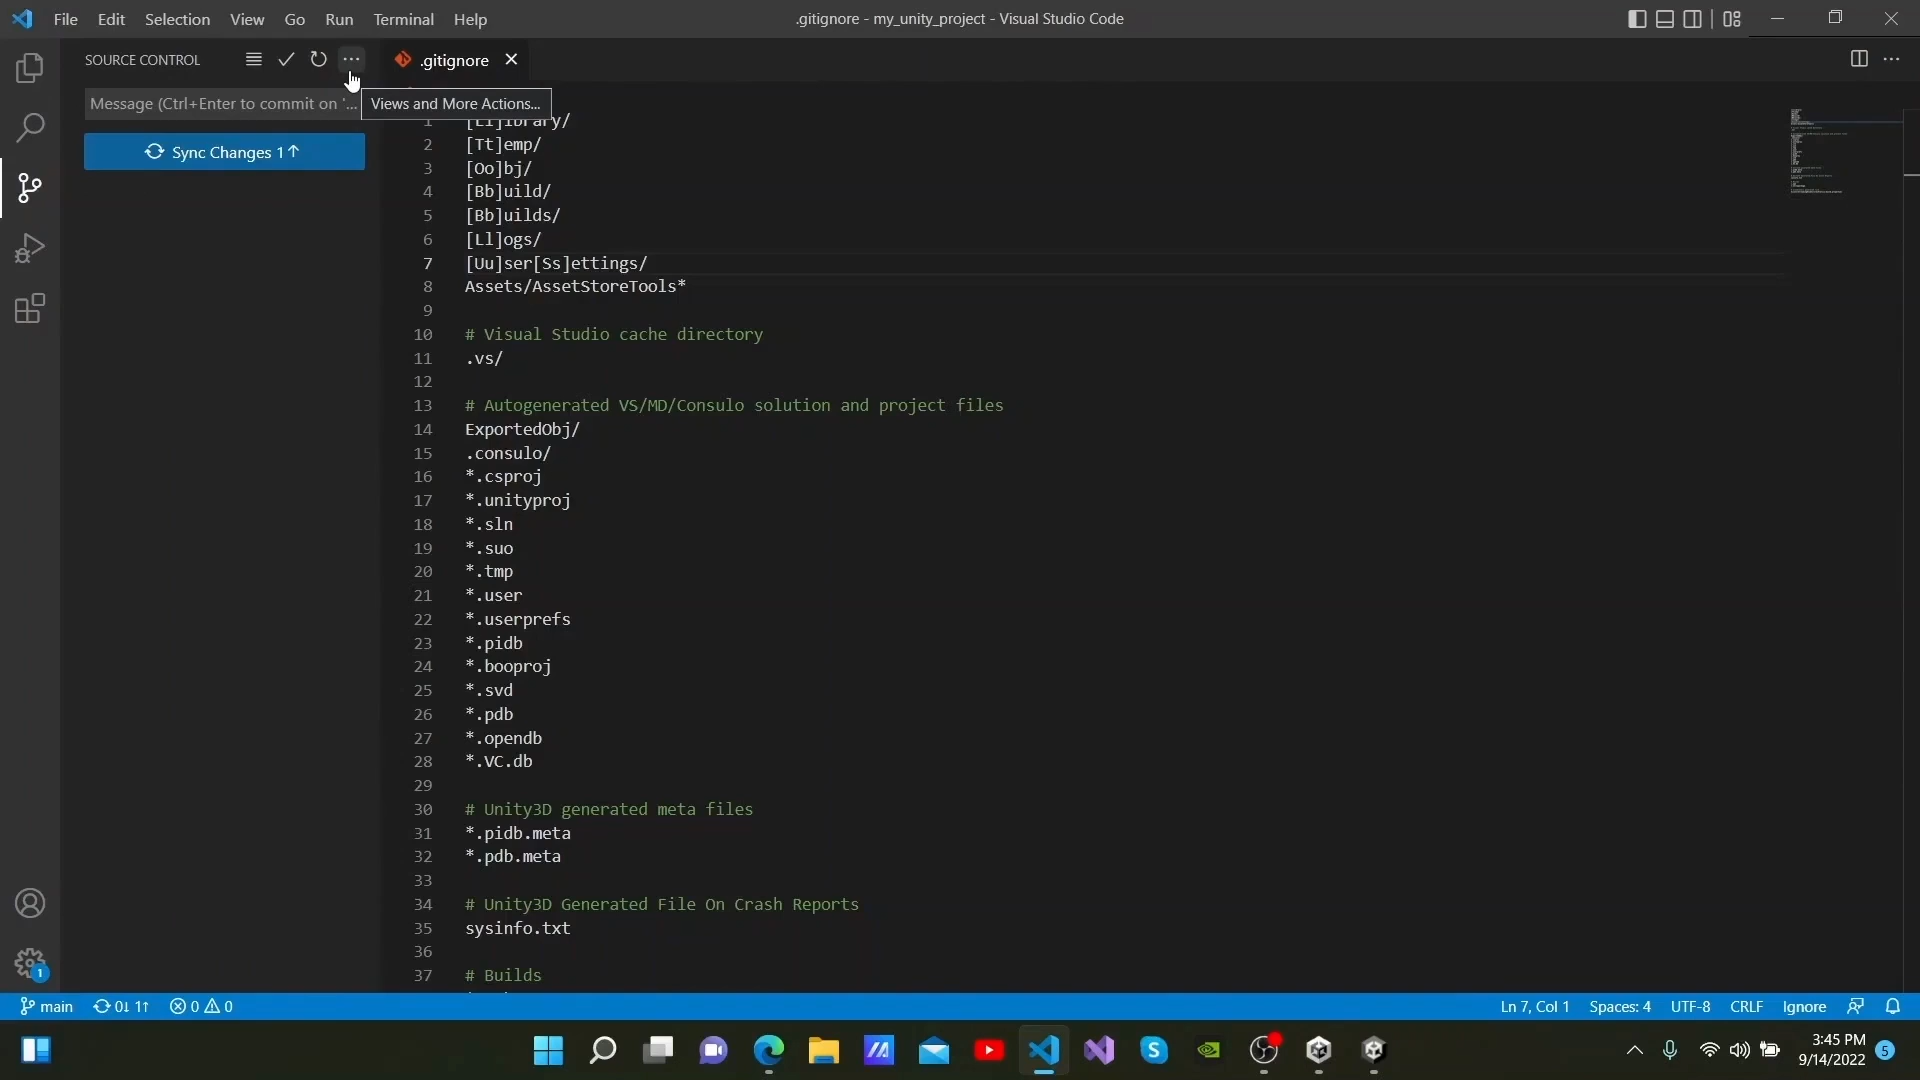 File Edit Selection View Go Run Terminal Help
.gitignore - my_unity_project - Visual Studio Code
SOURCE CONTROL
.gitignore
Message (Ctrl+Enter to commit on '...
Views and More Actions...
Sync Changes 1↑
1 [Ll]ibrary/
2 [Tt]emp/
3 [Oo]bj/
4 [Bb]uild/
5 [Bb]uilds/
6 [Ll]ogs/
7 [Uu]ser[Ss]ettings/
8 Assets/AssetStoreTools*
9
10 # Visual Studio cache directory
11 .vs/
12
13 # Autogenerated VS/MD/Consulo solution and project files
14 ExportedObj/
15 .consulo/
16 *.csproj
17 *.unityproj
18 *.sln
19 *.suo
20 *.tmp
21 *.user
22 *.userprefs
23 *.pidb
24 *.booproj
25 *.svd
26 *.pdb
27 *.opendb
28 *.VC.db
29
30 # Unity3D generated meta files
31 *.pidb.meta
32 *.pdb.meta
33
34 # Unity3D Generated File On Crash Reports
35 sysinfo.txt
36
37 # Builds
1
main 0↓ 1↑ 0 0
Ln 7, Col 1 Spaces: 4 UTF-8 CRLF Ignore
3:45 PM
9/14/2022
5